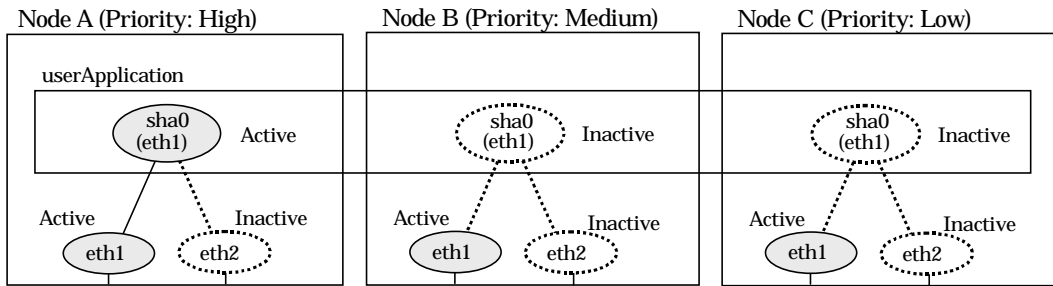 Node A (Priority: High)
Node B (Priority: Medium)
Node C (Priority: Low)
userApplication
sha0
(eth1)
Active
sha0
(eth1)
Inactive
sha0
(eth1)
Inactive
Active
Inactive
eth1
eth2
Active
Inactive
eth1
eth2
Active
Inactive
eth1
eth2